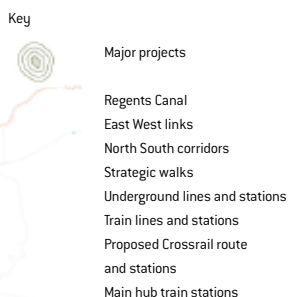 Key
Major projects
Regents Canal
East West links
North South corridors
Strategic walks
Underground lines and stations
Train lines and stations
Proposed Crossrail route
and stations
Main hub train stations